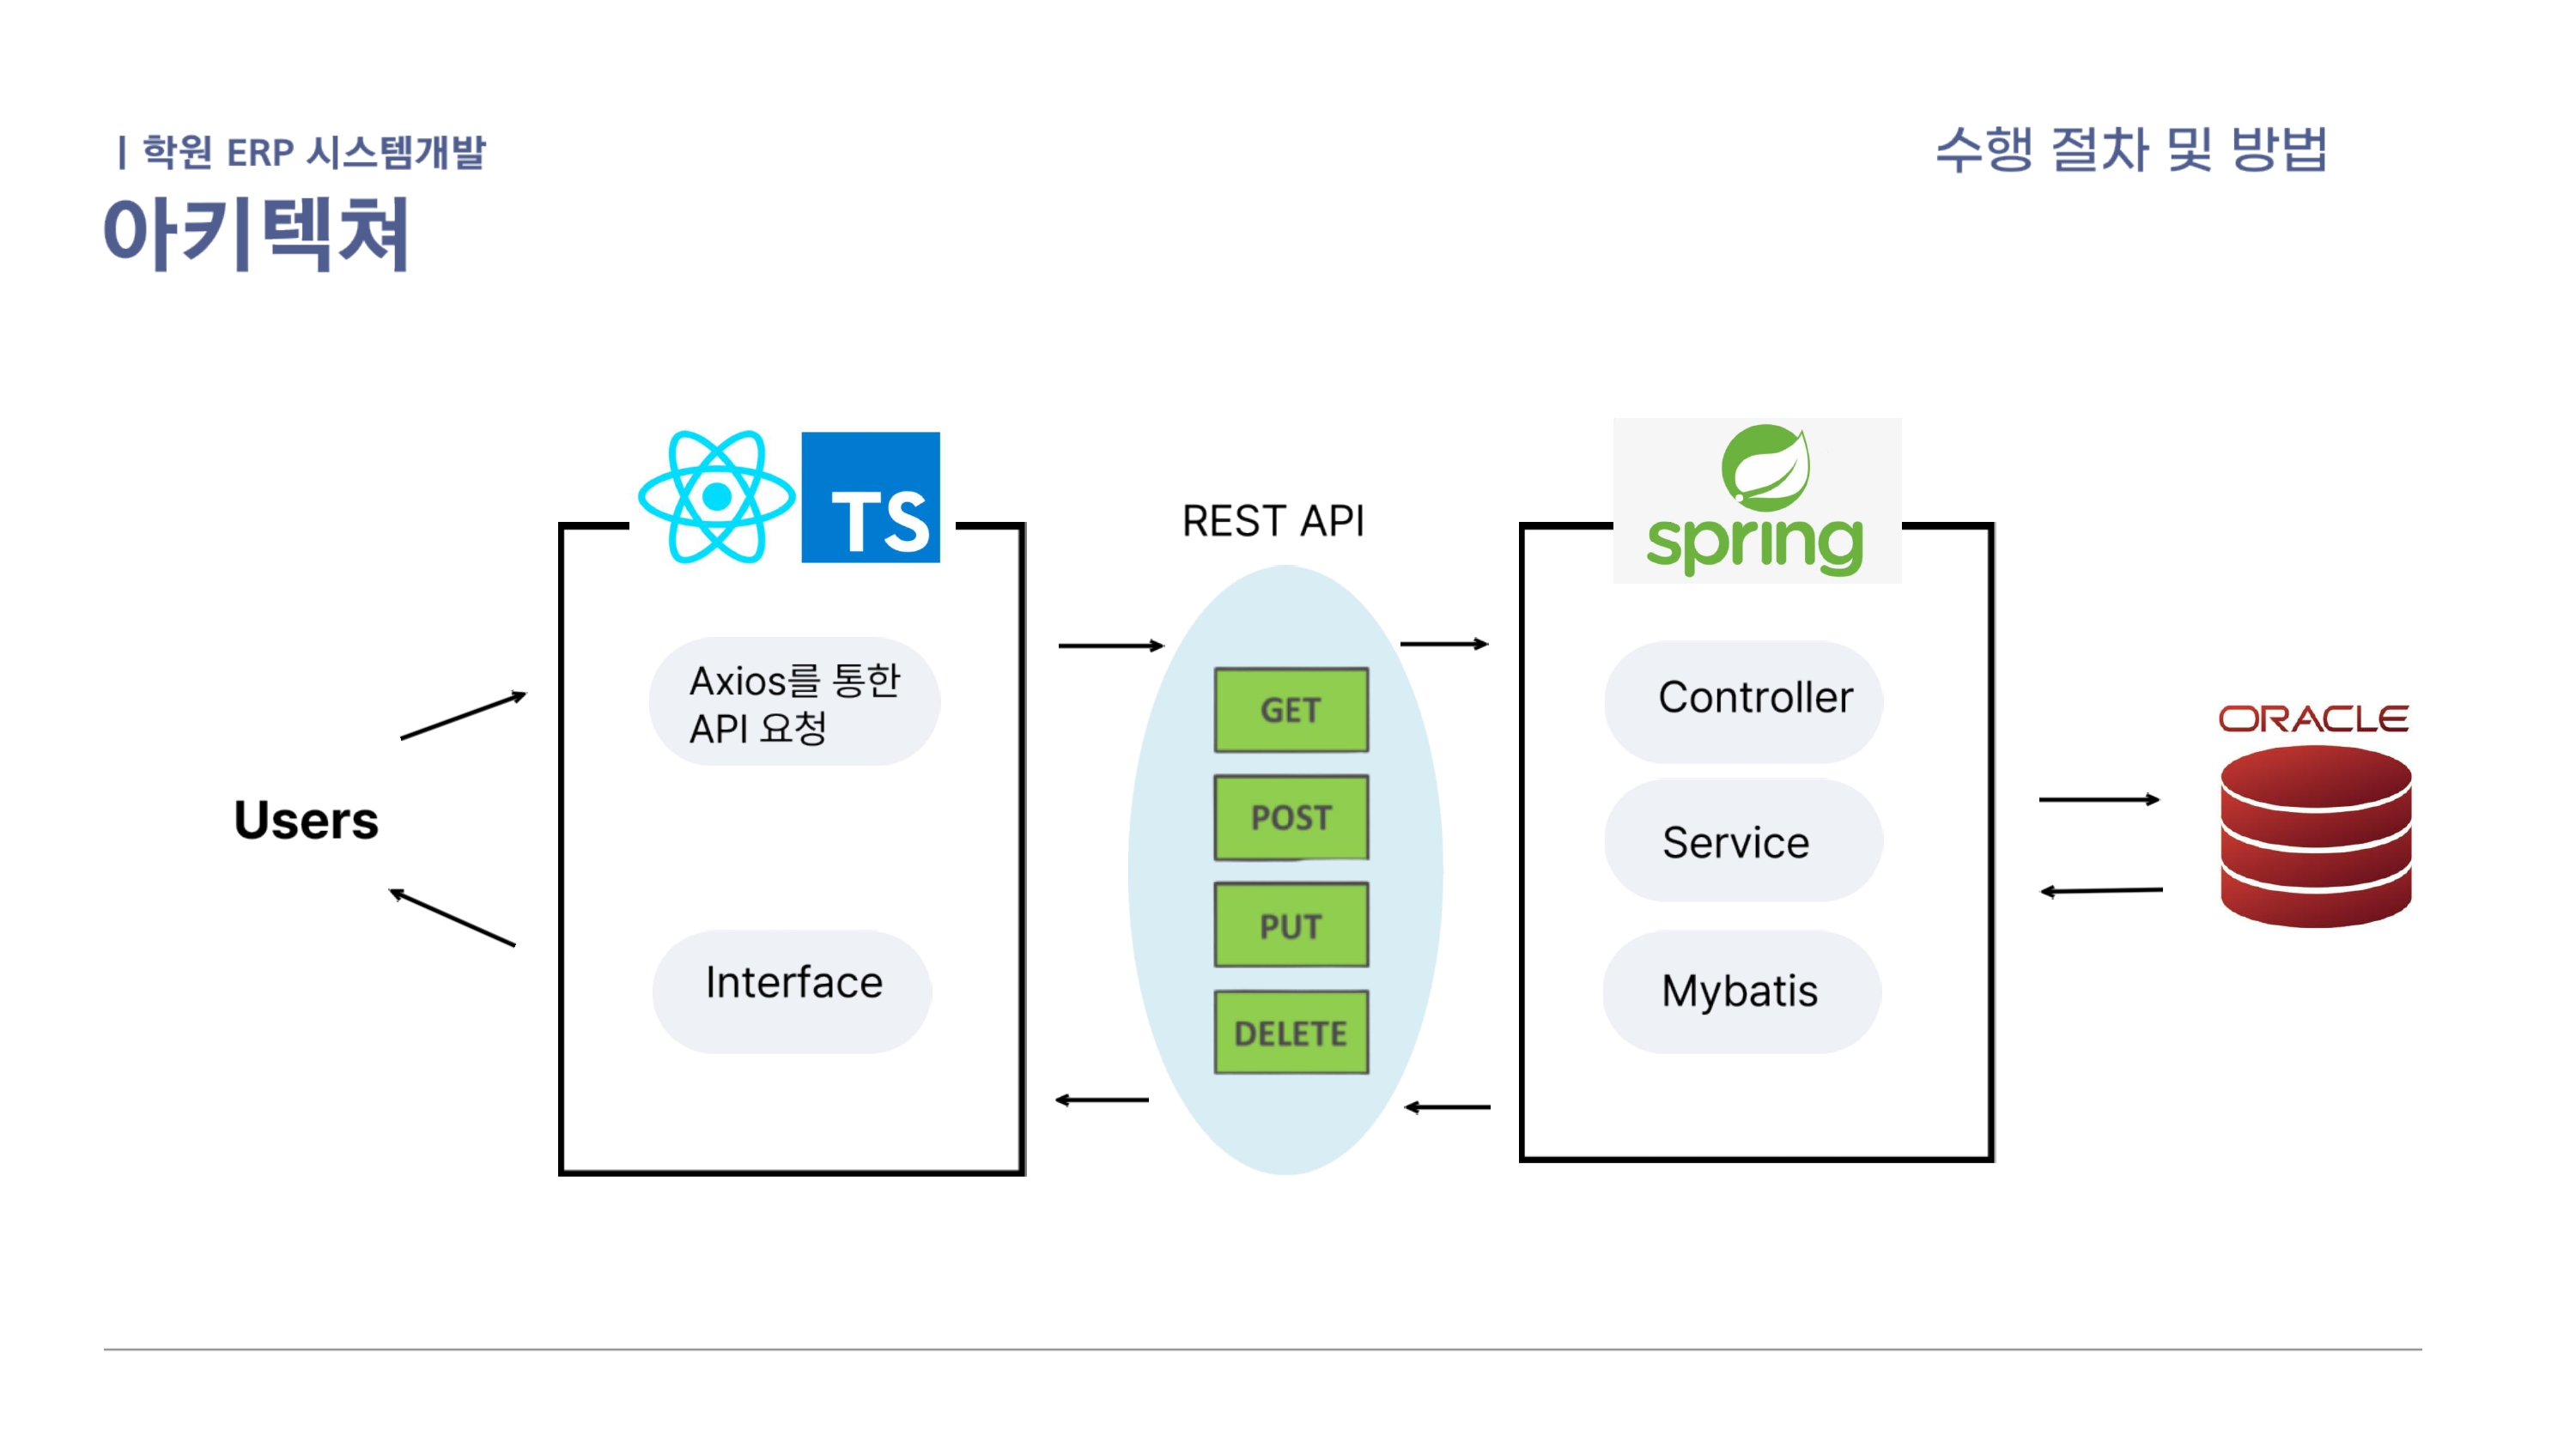 | 학원 ERP 시스템개발
수행 절차 및 방법
아키텍쳐
TS
spring
REST API
Axios를 통한
API 요청
Interface
Users
GET
POST
PUT
DELETE
Controller
Service
Mybatis
ORACLE